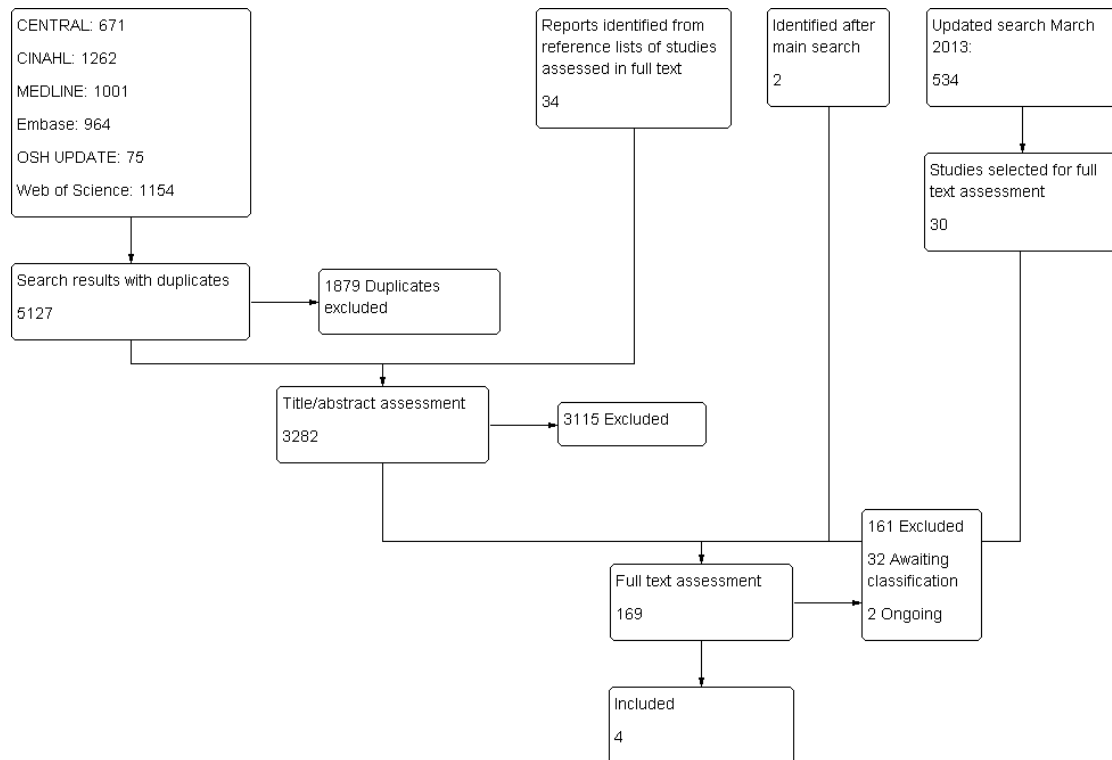 CENTRAL: 671
CINAHL: 1262
MEDLINE: 1001
Embase: 964
OSH UPDATE: 75
Web of Science: 1154
Reports identified from
reference lists of studies
assessed in full text
34
Identified after
main search
2
Updated search March
2013:
534
Studies selected for full
text assessment
30
Search results with duplicates
5127
1879 Duplicates
excluded
Title/abstract assessment
3282
3115 Excluded
161 Excluded
32 Awaiting
classification
2 Ongoing
Full text assessment
169
Included
4